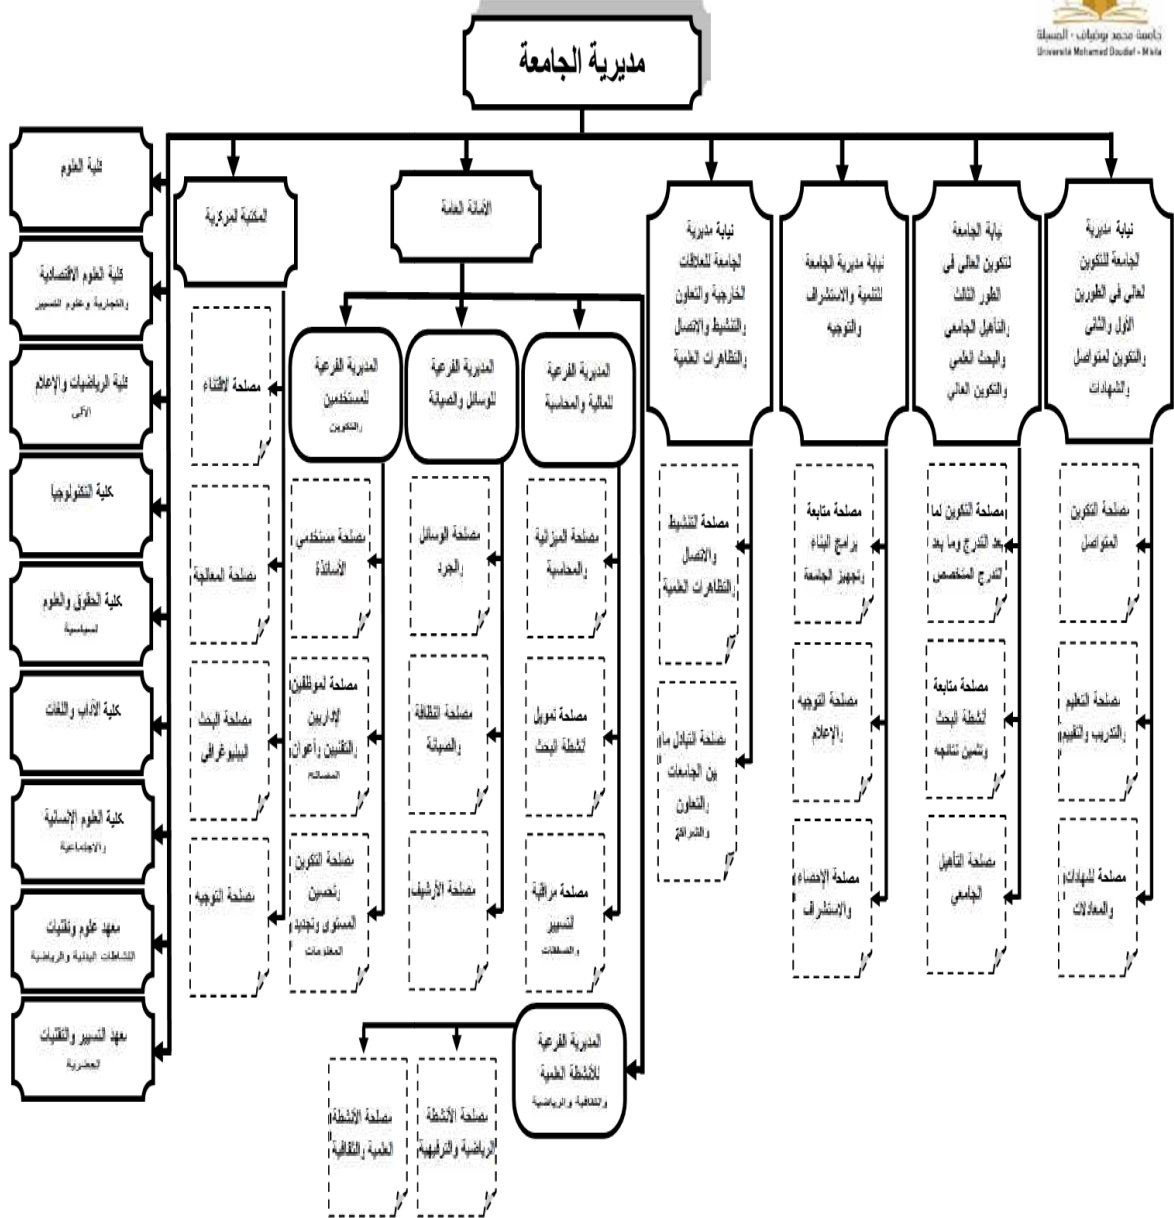 جامعة محمد بوضياف - المسيلة
Université Mohamed Boudiaf - M'sila
مديرية الجامعة
نيابة مديرية
الجامعة للتكوين
لعالي في الطورين
الأول والثاني
والتكوين لمتواصل
والشهادات
نيابة الجامعة
للتكوين العالي في
الطور الثالث
والتأهيل الجامعي
والبحث العلمي
والتكوين العالي
نيابة مديرية الجامعة
للتنمية والاستشراف
والتوجيه
نيابة مديرية
الجامعة للعلاقات
الخارجية والتعاون
والتنشيط والاتصال
والتظاهرات العلمية
الأمانة العامة
المكتبة المركزية
كلية العلوم
كلية العلوم الاقتصادية
والتجارية وعلوم التسيير
كلية الرياضيات والإعلام
الآلي
كلية التكنولوجيا
كلية الحقوق والعلوم
السياسية
كلية الآداب واللغات
كلية العلوم الإنسانية
والاجتماعية
معهد علوم وتقنيات
النشاطات البدنية والرياضية
معهد التسيير والتقنيات
الحضرية
المديرية الفرعية
للمالية والمحاسبة
المديرية الفرعية
للوسائل والصيانة
المديرية الفرعية
للمستخدمين
والتكوين
مصلحة التكوين
المتواصل
مصلحة التعليم
والتدريب والتقييم
مصلحة لشهادات
والمعادلات
مصلحة التكوين لما
بعد التدرج وما بعد
التدرج المتخصص
مصلحة متابعة
أنشطة البحث
وتثمين نتائجه
مصلحة التأهيل
الجامعي
مصلحة متابعة
برامج البناء
وتجهيز الجامعة
مصلحة التوجيه
والإعلام
مصلحة الإحصاء
والاستشراف
مصلحة التنشيط
والاتصال
والتظاهرات العلمية
مصلحة التبادل ما
بين الجامعات
والتعاون
والشراكة
مصلحة الميزانية
والمحاسبة
مصلحة تمويل
أنشطة البحث
مصلحة مراقبة
التسيير
والصفقات
مصلحة الوسائل
والجرد
مصلحة النظافة
والصيانة
مصلحة الأرشيف
مصلحة مستخدمي
الأساتذة
مصلحة لموظفين
لإداريين
والتقنيين وأعوان
المصالح
مصلحة التكوين
وتحسين
المستوى وتجديد
المعلومات
مصلحة لاقتناء
مصلحة المعالجة
مصلحة البحث
البيبليوغرافي
مصلحة التوجيه
المديرية الفرعية
للأنشطة العلمية
والثقافية والرياضية
مصلحة الأنشطة
الرياضية والترفيهية
مصلحة الأنشطة
العلمية والثقافية